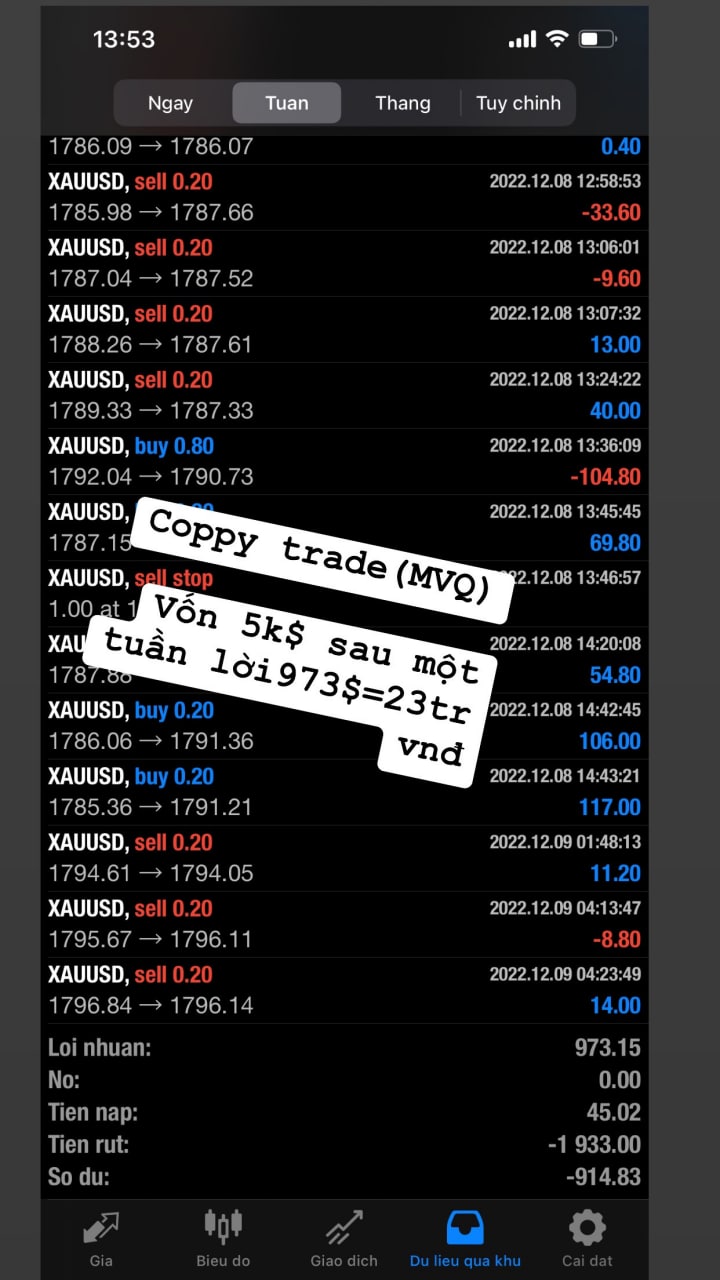 13:53
Ngay Tuan Thang Tuy chinh
1786.09 → 1786.07 0.40
XAUUSD, sell 0.20 2022.12.08 12:58:53
1785.98 → 1787.66 -33.60
XAUUSD, sell 0.20 2022.12.08 13:06:01
1787.04 → 1787.52 -9.60
XAUUSD, sell 0.20 2022.12.08 13:07:32
1788.26 → 1787.61 13.00
XAUUSD, sell 0.20 2022.12.08 13:24:22
1789.33 → 1787.33 40.00
XAUUSD, buy 0.80 2022.12.08 13:36:09
1792.04 → 1790.73 -104.80
XAUUSD, 2022.12.08 13:45:45
1787.15 69.80
Coppy trade(MVQ)
XAUUSD, sell stop 22.12.08 13:46:57
1.00 at
Vốn 5k$ sau một
tuần lời973$=23tr
vnđ
XAU 2022.12.08 14:20:08
1787.88 54.80
XAUUSD, buy 0.20 2022.12.08 14:42:45
1786.06 → 1791.36 106.00
XAUUSD, buy 0.20 2022.12.08 14:43:21
1785.36 → 1791.21 117.00
XAUUSD, sell 0.20 2022.12.09 01:48:13
1794.61 → 1794.05 11.20
XAUUSD, sell 0.20 2022.12.09 04:13:47
1795.67 → 1796.11 -8.80
XAUUSD, sell 0.20 2022.12.09 04:23:49
1796.84 → 1796.14 14.00
Loi nhuan: 973.15
No: 0.00
Tien nap: 45.02
Tien rut: -1 933.00
So du: -914.83
Gia Bieu do Giao dich Du lieu qua khu Cai dat